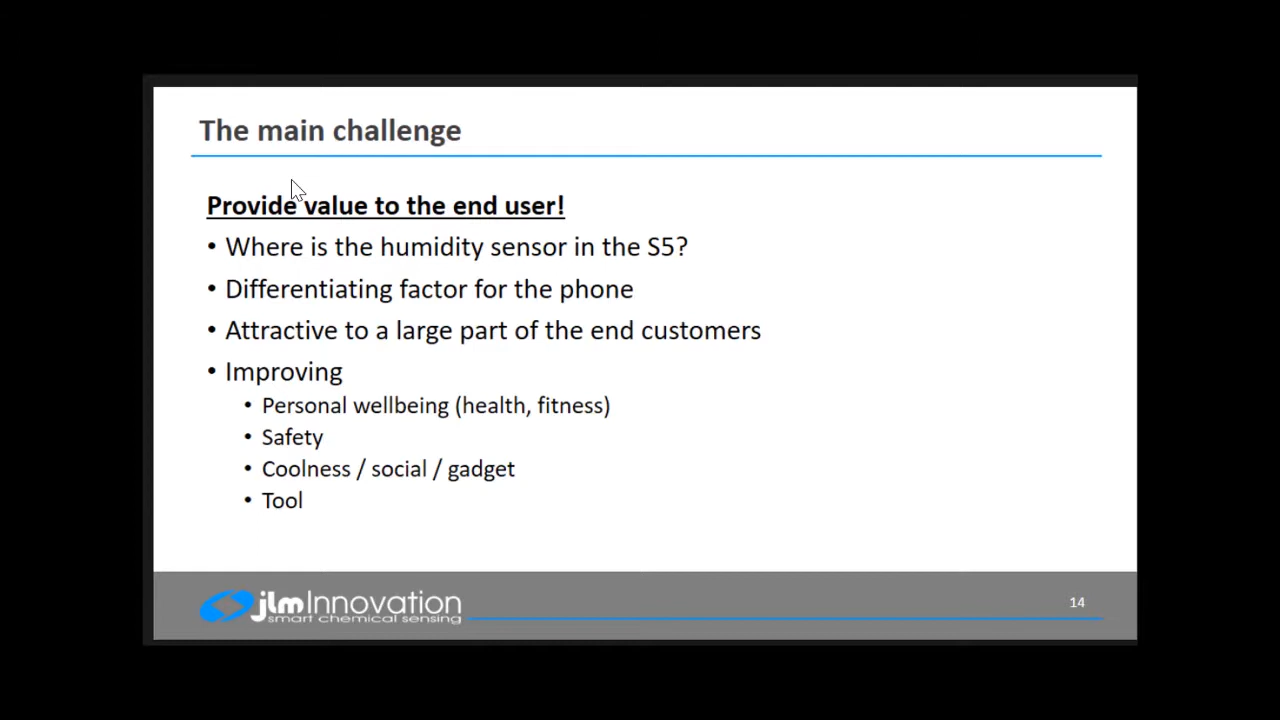 The main challenge
Provide value to the end user!
• Where is the humidity sensor in the S5?
• Differentiating factor for the phone
• Attractive to a large part of the end customers
• Improving
• Personal wellbeing (health, fitness)
• Safety
• Coolness / social / gadget
• Tool
jlmInnovation
smart chemical sensing
14